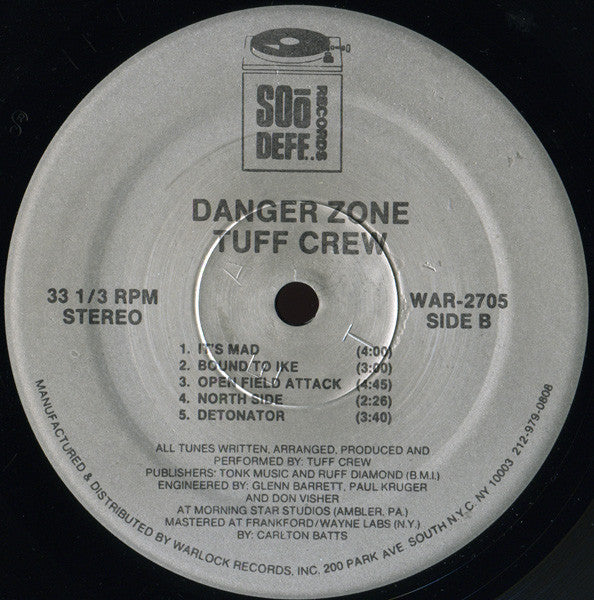 SOō
DEFF..
RECORDS
DANGER ZONE
TUFF CREW
33 1/3 RPM
STEREO
WAR-2705
SIDE B
1. IT'S MAD (4:00)
2. BOUND TO IKE (3:00)
3. OPEN FIELD ATTACK (4:45)
4. NORTH SIDE (2:26)
5. DETONATOR (3:40)
ALL TUNES WRITTEN, ARRANGED, PRODUCED AND
PERFORMED BY: TUFF CREW
PUBLISHERS' TONK MUSIC AND RUFF DIAMOND (B.M.I.)
ENGINEERED BY: GLENN BARRETT, PAUL KRUGER
AND DON VISHER
AT MORNING STAR STUDIOS (AMBLER, PA.)
MASTERED AT FRANKFORD/WAYNE LABS (N.Y.)
BY: CARLTON BATTS
MANUFACTURED & DISTRIBUTED BY WARLOCK RECORDS, INC. 200 PARK AVE. SOUTH N.Y.C. NY 10003 212-979-0808